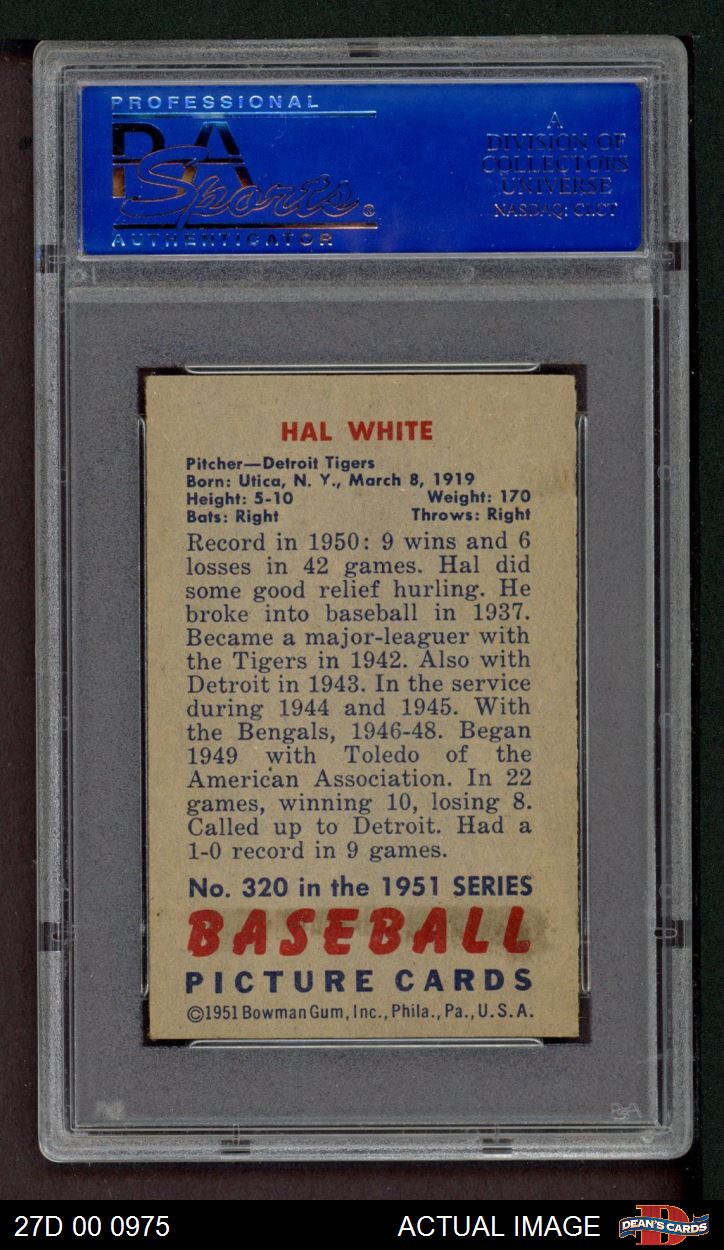 PROFESSIONAL
PSA
Sports®
AUTHENTICATOR
A
DIVISION OF
COLLECTORS
UNIVERSE
NASDAQ: CLCT
HAL WHITE
Pitcher—Detroit Tigers
Born: Utica, N. Y., March 8, 1919
Height: 5-10 Weight: 170
Bats: Right Throws: Right
Record in 1950: 9 wins and 6
losses in 42 games. Hal did
some good relief hurling. He
broke into baseball in 1937.
Became a major-leaguer with
the Tigers in 1942. Also with
Detroit in 1943. In the service
during 1944 and 1945. With
the Bengals, 1946-48. Began
1949 with Toledo of the
American Association. In 22
games, winning 10, losing 8.
Called up to Detroit. Had a
1-0 record in 9 games.
No. 320 in the 1951 SERIES
BASEBALL
PICTURE CARDS
©1951 Bowman Gum, Inc., Phila., Pa., U.S.A.
PSA
27D 00 0975 ACTUAL IMAGE DEAN'S CARDS